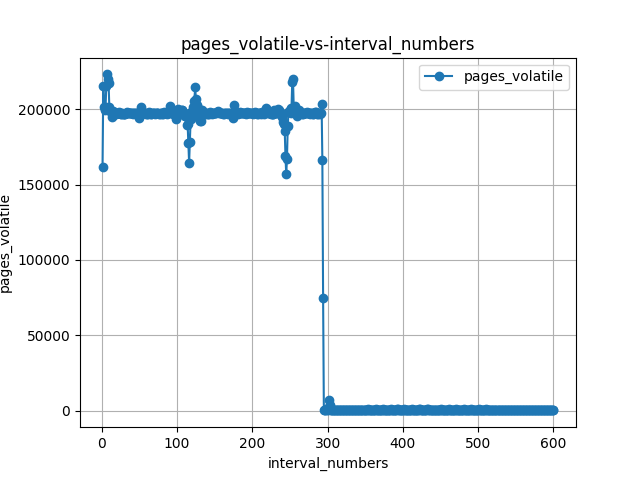 pages_volatile-vs-interval_numbers
pages_volatile
200000
150000
100000
50000
0
pages_volatile
0 100 200 300 400 500 600
interval_numbers